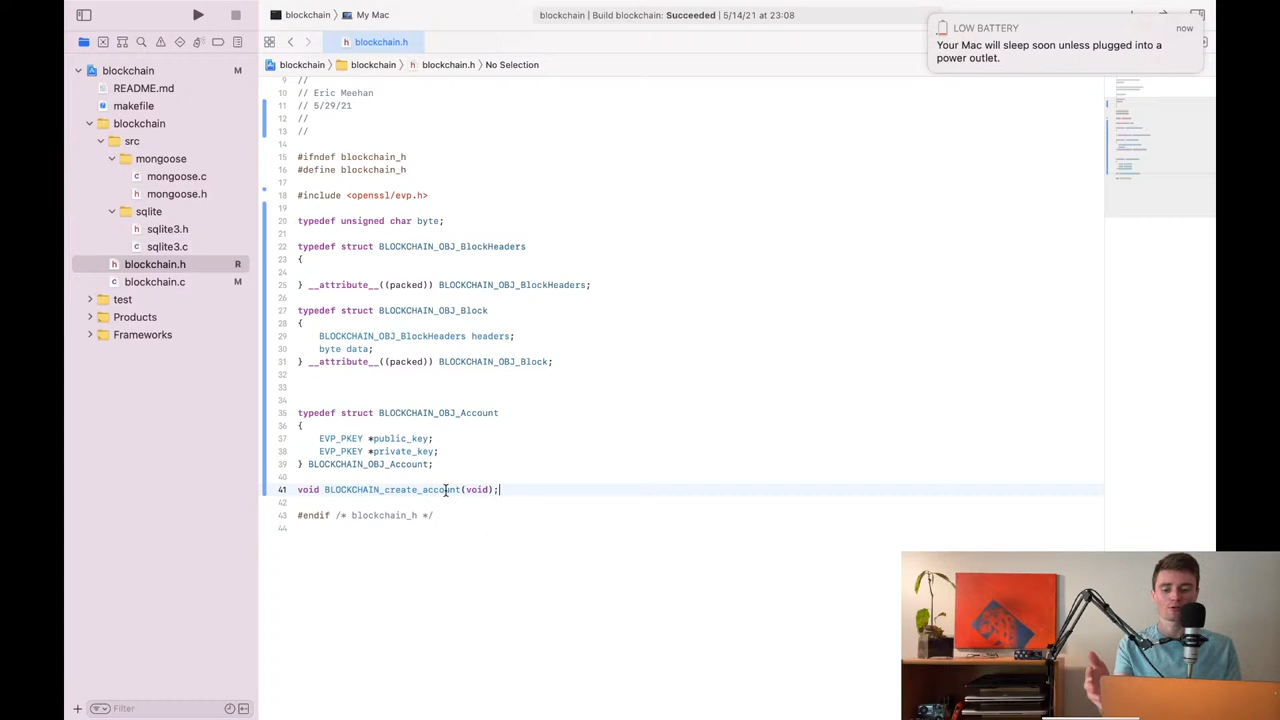 blockchain
My Mac
blockchain | Build blockchain: Succeeded | 5/14/21 at 23:08
LOW BATTERY
now
Your Mac will sleep soon unless plugged into a
power outlet.
blockchain.h
blockchain
blockchain
blockchain.h
No Selection
blockchain
M
README.md
makefile
blockchain
src
mongoose
mongoose.c
mongoose.h
sqlite
sqlite3.h
sqlite3.c
blockchain.h
R
blockchain.c
M
test
Products
Frameworks
Filter
9 //
10 // Eric Meehan
11 // 5/29/21
12 //
13 //
14
15 #ifndef blockchain_h
16 #define blockchain_h
17
18 #include <openssl/evp.h>
19
20 typedef unsigned char byte;
21
22 typedef struct BLOCKCHAIN_OBJ_BlockHeaders
23 {
24
25 } __attribute__((packed)) BLOCKCHAIN_OBJ_BlockHeaders;
26
27 typedef struct BLOCKCHAIN_OBJ_Block
28 {
29 BLOCKCHAIN_OBJ_BlockHeaders headers;
30 byte data;
31 } __attribute__((packed)) BLOCKCHAIN_OBJ_Block;
32
33
34
35 typedef struct BLOCKCHAIN_OBJ_Account
36 {
37 EVP_PKEY *public_key;
38 EVP_PKEY *private_key;
39 } BLOCKCHAIN_OBJ_Account;
40
41 void BLOCKCHAIN_create_account(void);
42
43 #endif /* blockchain_h */
44